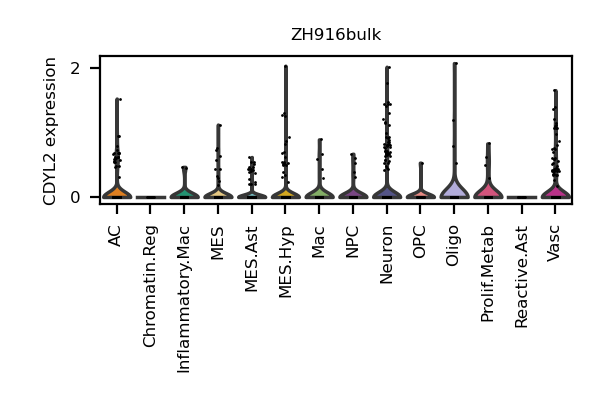 ZH916bulk
CDYL2 expression
2
0
AC
Chromatin.Reg
Inflammatory.Mac
MES
MES.Ast
MES.Hyp
Mac
NPC
Neuron
OPC
Oligo
Prolif.Metab
Reactive.Ast
Vasc